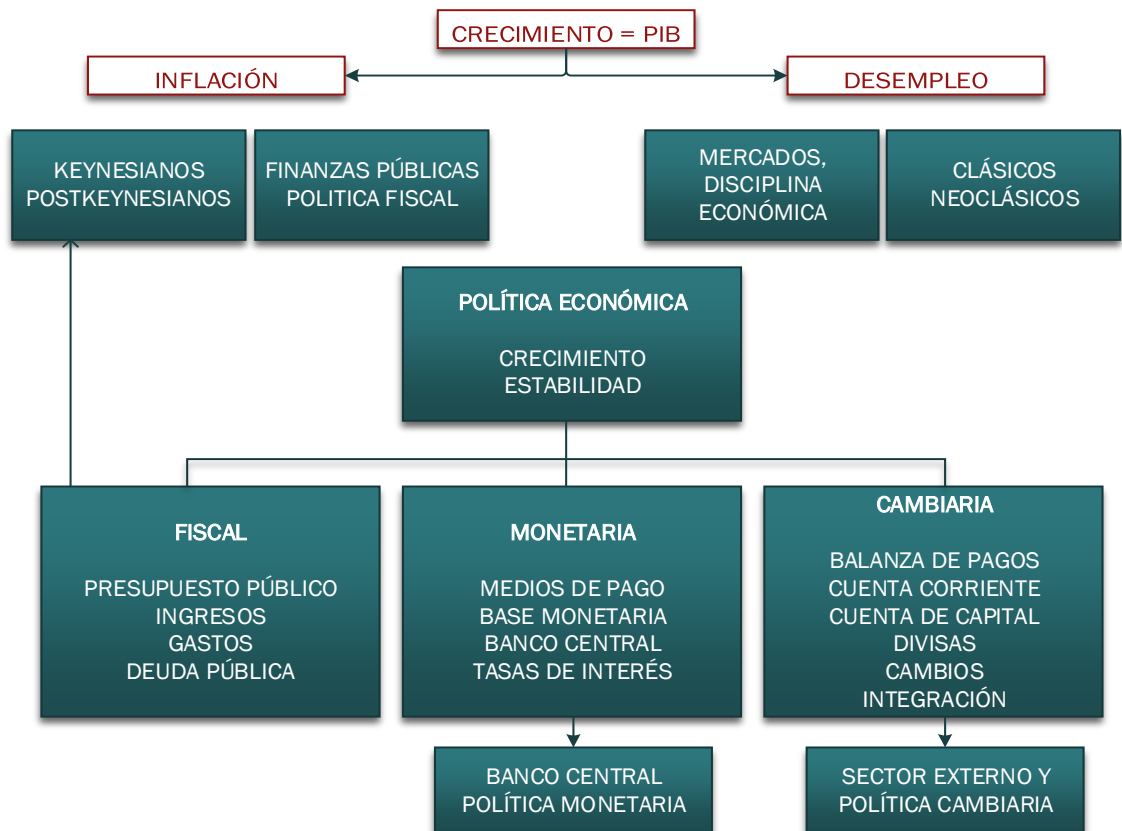 CRECIMIENTO = PIB
INFLACIÓN
DESEMPLEO
KEYNESIANOS
POSTKEYNESIANOS
FINANZAS PÚBLICAS
POLITICA FISCAL
MERCADOS,
DISCIPLINA
ECONÓMICA
CLÁSICOS
NEOCLÁSICOS
POLÍTICA ECONÓMICA
CRECIMIENTO
ESTABILIDAD
FISCAL
PRESUPUESTO PÚBLICO
INGRESOS
GASTOS
DEUDA PÚBLICA
MONETARIA
MEDIOS DE PAGO
BASE MONETARIA
BANCO CENTRAL
TASAS DE INTERÉS
CAMBIARIA
BALANZA DE PAGOS
CUENTA CORRIENTE
CUENTA DE CAPITAL
DIVISAS
CAMBIOS
INTEGRACIÓN
BANCO CENTRAL
POLÍTICA MONETARIA
SECTOR EXTERNO Y
POLÍTICA CAMBIARIA